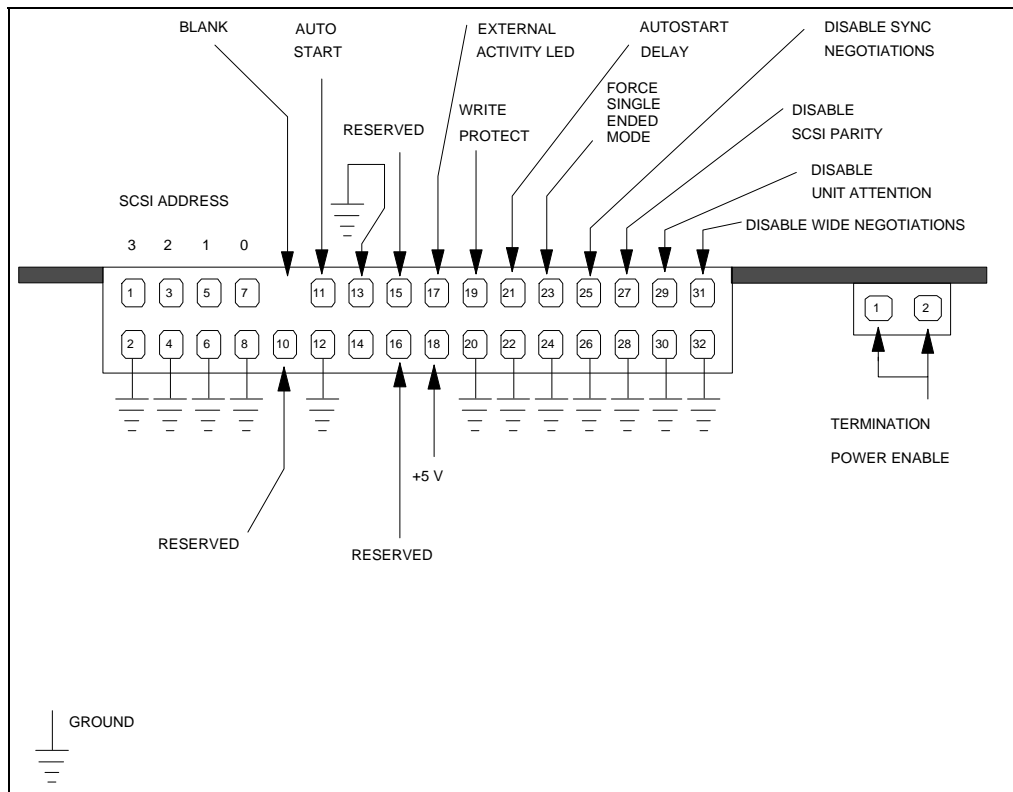 BLANK
AUTO
START
EXTERNAL
ACTIVITY LED
AUTOSTART
DELAY
DISABLE SYNC
NEGOTIATIONS
FORCE
SINGLE
ENDED
MODE
WRITE
PROTECT
RESERVED
DISABLE
SCSI PARITY
DISABLE
UNIT ATTENTION
DISABLE WIDE NEGOTIATIONS
SCSI ADDRESS
3 2 1 0
1 3 5 7 11 13 15 17 19 21 23 25 27 29 31
2 4 6 8 10 12 14 16 18 20 22 24 26 28 30 32
1 2
TERMINATION
POWER ENABLE
+5 V
RESERVED
RESERVED
GROUND